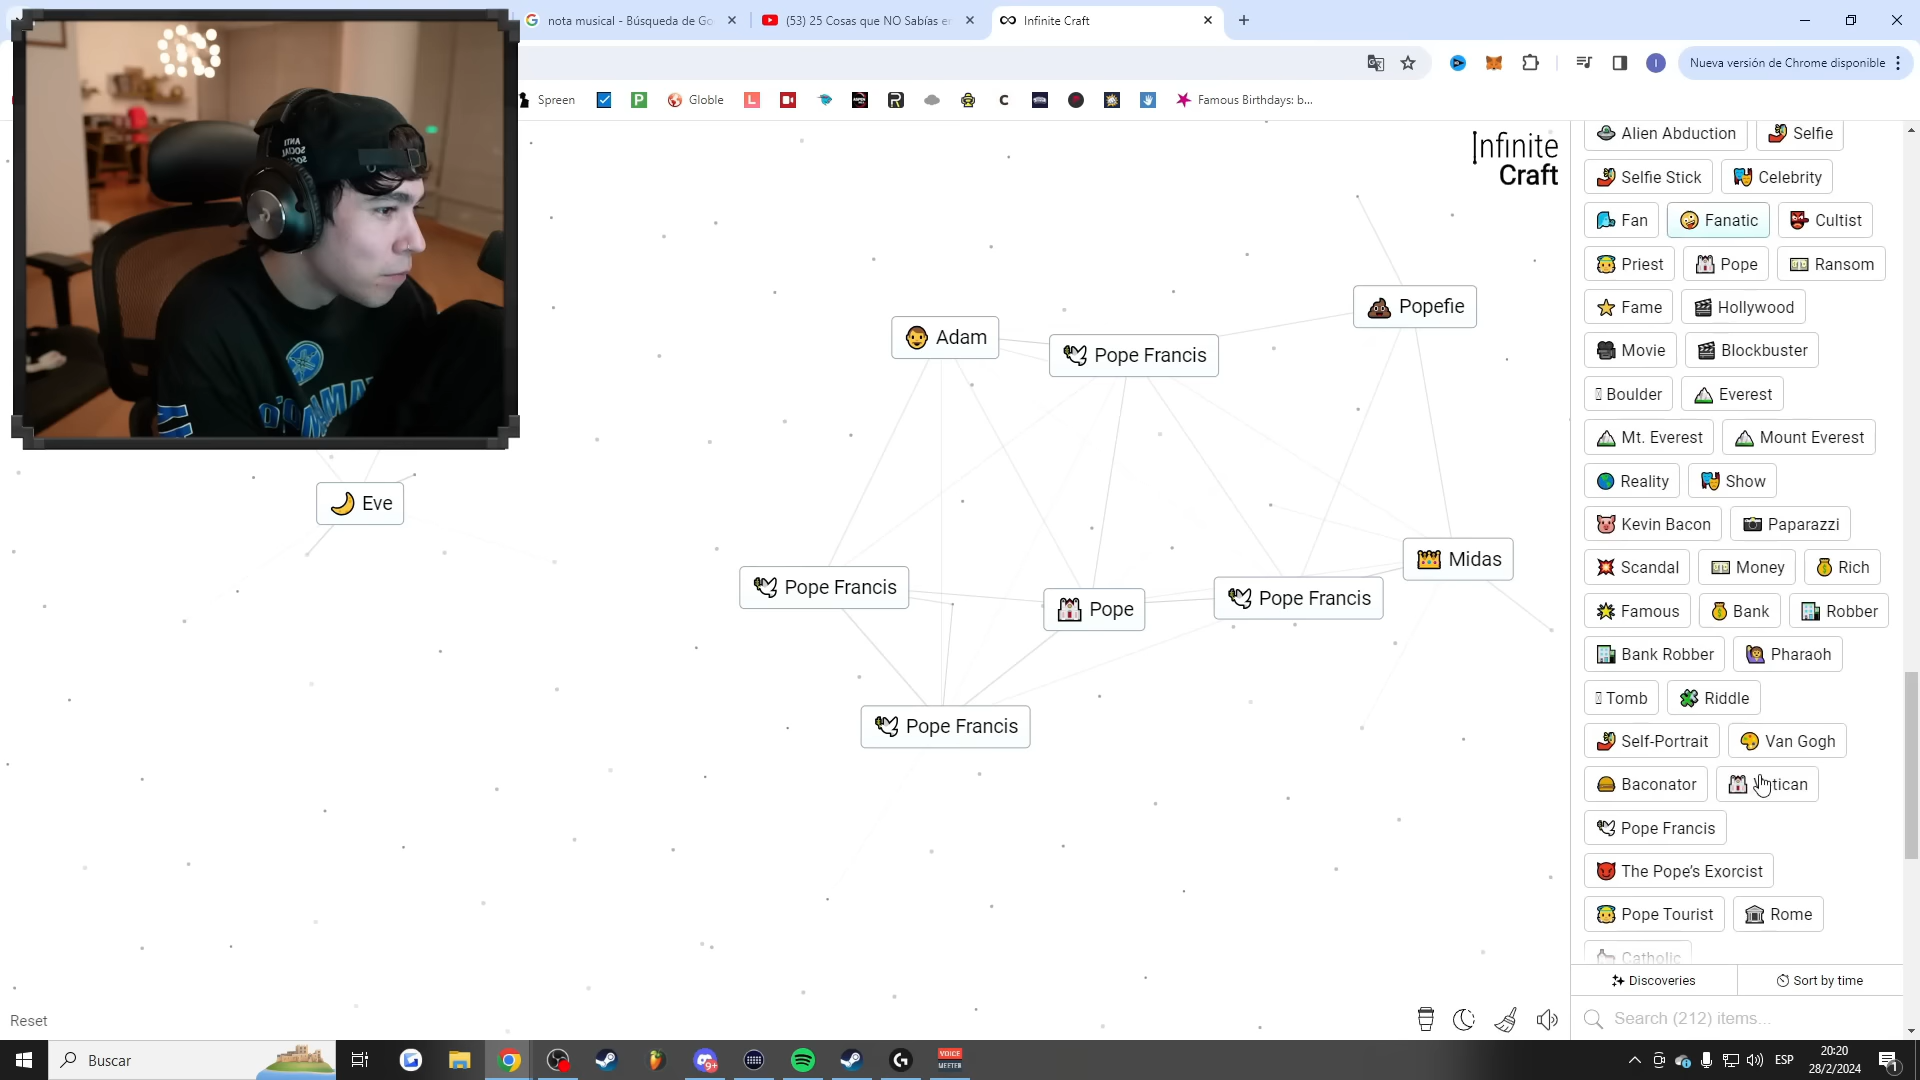 nota musical - Búsqueda de Go
(53) 25 Cosas que NO Sabías e
Infinite Craft
Nueva versión de Chrome disponible
Spreen
Globle
Famous Birthdays: b...
Infinite
Craft
Adam
Pope Francis
Popefie
Eve
Pope Francis
Pope
Pope Francis
Midas
Pope Francis
Alien Abduction
Selfie
Selfie Stick
Celebrity
Fan
Fanatic
Cultist
Priest
Pope
Ransom
Fame
Hollywood
Movie
Blockbuster
Boulder
Everest
Mt. Everest
Mount Everest
Reality
Show
Kevin Bacon
Paparazzi
Scandal
Money
Rich
Famous
Bank
Robber
Bank Robber
Pharaoh
Tomb
Riddle
Self-Portrait
Van Gogh
Baconator
tican
Pope Francis
The Pope’s Exorcist
Pope Tourist
Rome
Catholic
Discoveries
Sort by time
Search (212) items...
Reset
Buscar
VOICE
MEETER
ESP
20:20
28/2/2024